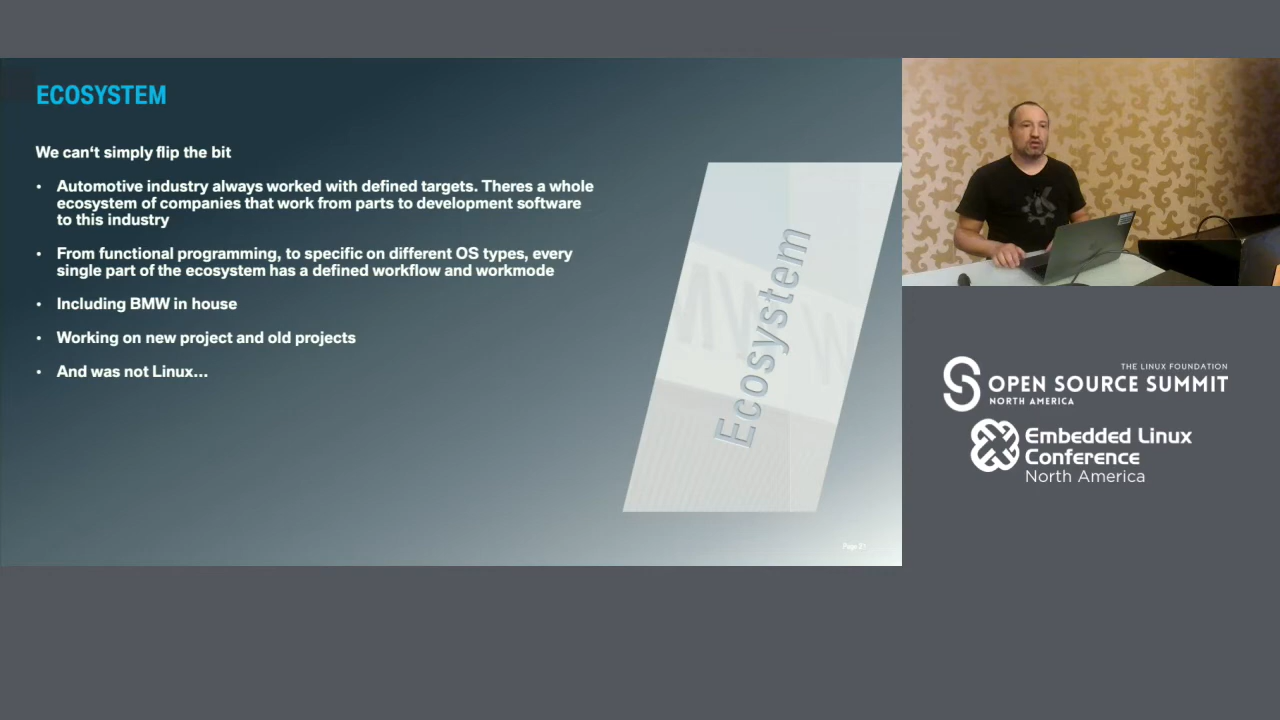 ECOSYSTEM
We can‘t simply flip the bit
• Automotive industry always worked with defined targets. Theres a whole
ecosystem of companies that work from parts to development software
to this industry
• From functional programming, to specific on different OS types, every
single part of the ecosystem has a defined workflow and workmode
• Including BMW in house
• Working on new project and old projects
• And was not Linux...
Ecosystem
THE LINUX FOUNDATION
OPEN SOURCE SUMMIT
NORTH AMERICA
Embedded Linux
Conference
North America